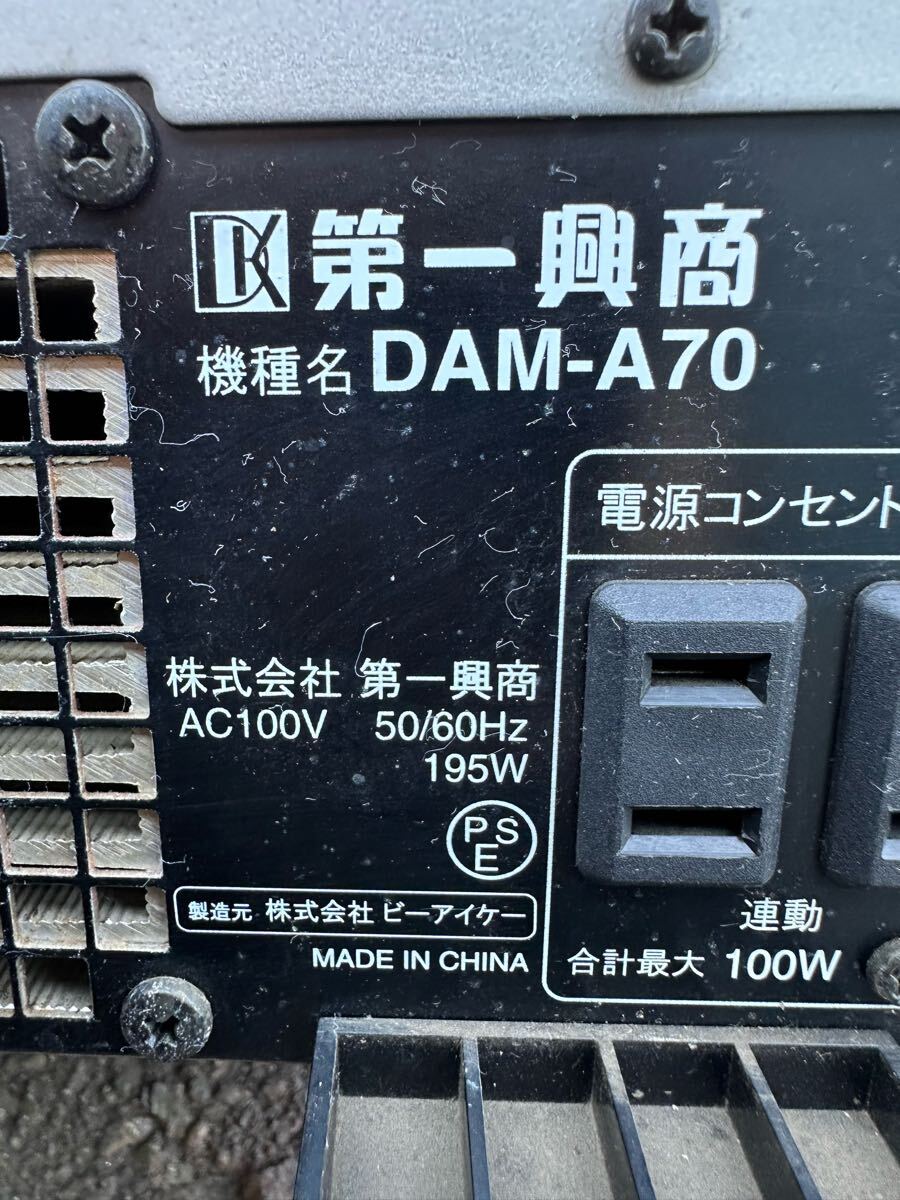 DK 第一興商
機種名 DAM-A70
電源コンセント
株式会社 第一興商
AC100V 50/60Hz
195W
PSE
製造元 株式会社 ビーアイケー
MADE IN CHINA
連動
合計最大 100W